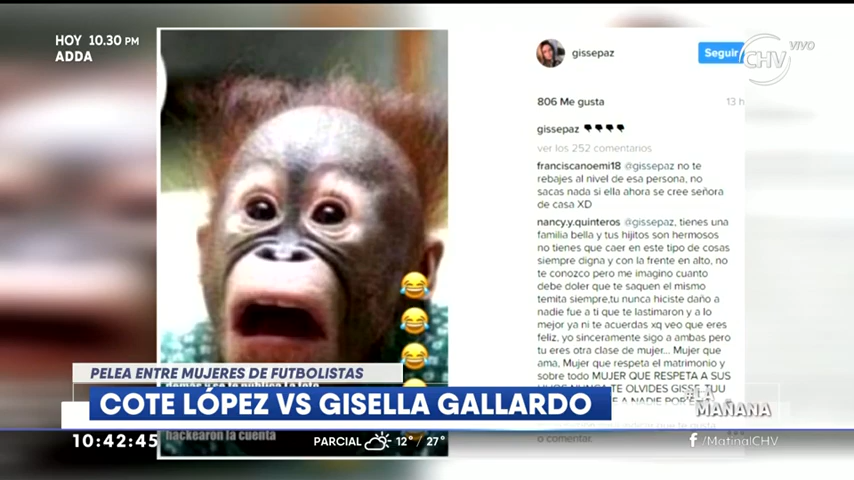 HOY 10.30 PM
ADDA
gissepaz
Seguir
CHV VIVO
806 Me gusta
13 h
gissepaz
ver los 252 comentarios
franciscanoemi18 @gissepaz no te
rebajes al nivel de esa persona, no
sacas nada si ella ahora se cree señora
de casa XD
nancy.y.quinteros @gissepaz, tienes una
familia bella y tus hijitos son hermosos
no tienes que caer en este tipo de cosas
siempre digna y con la frente en alto, no
te conozco pero me imagino cuanto
debe doler que te saquen el mismo
temita siempre,tu nunca hiciste daño a
nadie fue a ti que te lastimaron y a lo
mejor ya ni te acuerdas xq veo que eres
feliz, yo sinceramente sigo a ambas pero
tu eres otra clase de mujer... Mujer que
ama, Mujer que respeta el matrimonio y
sobre todo MUJER QUE RESPETA A SUS
TE OLVIDES GISSE, TUU
A NADIE
PELEA ENTRE MUJERES DE FUTBOLISTAS
COTE LÓPEZ VS GISELLA GALLARDO
#LA
MAÑANA
hackearon la cuenta
o comentar.
10:42:45
PARCIAL 12° / 27°
f/MatinalCHV